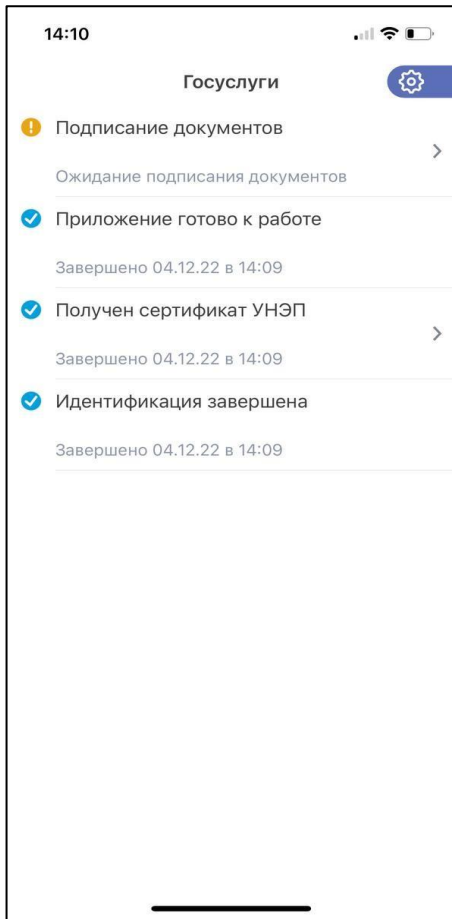 14:10
Госуслуги
Подписание документов
Ожидание подписания документов
Приложение готово к работе
Завершено 04.12.22 в 14:09
Получен сертификат УНЭП
Завершено 04.12.22 в 14:09
Идентификация завершена
Завершено 04.12.22 в 14:09